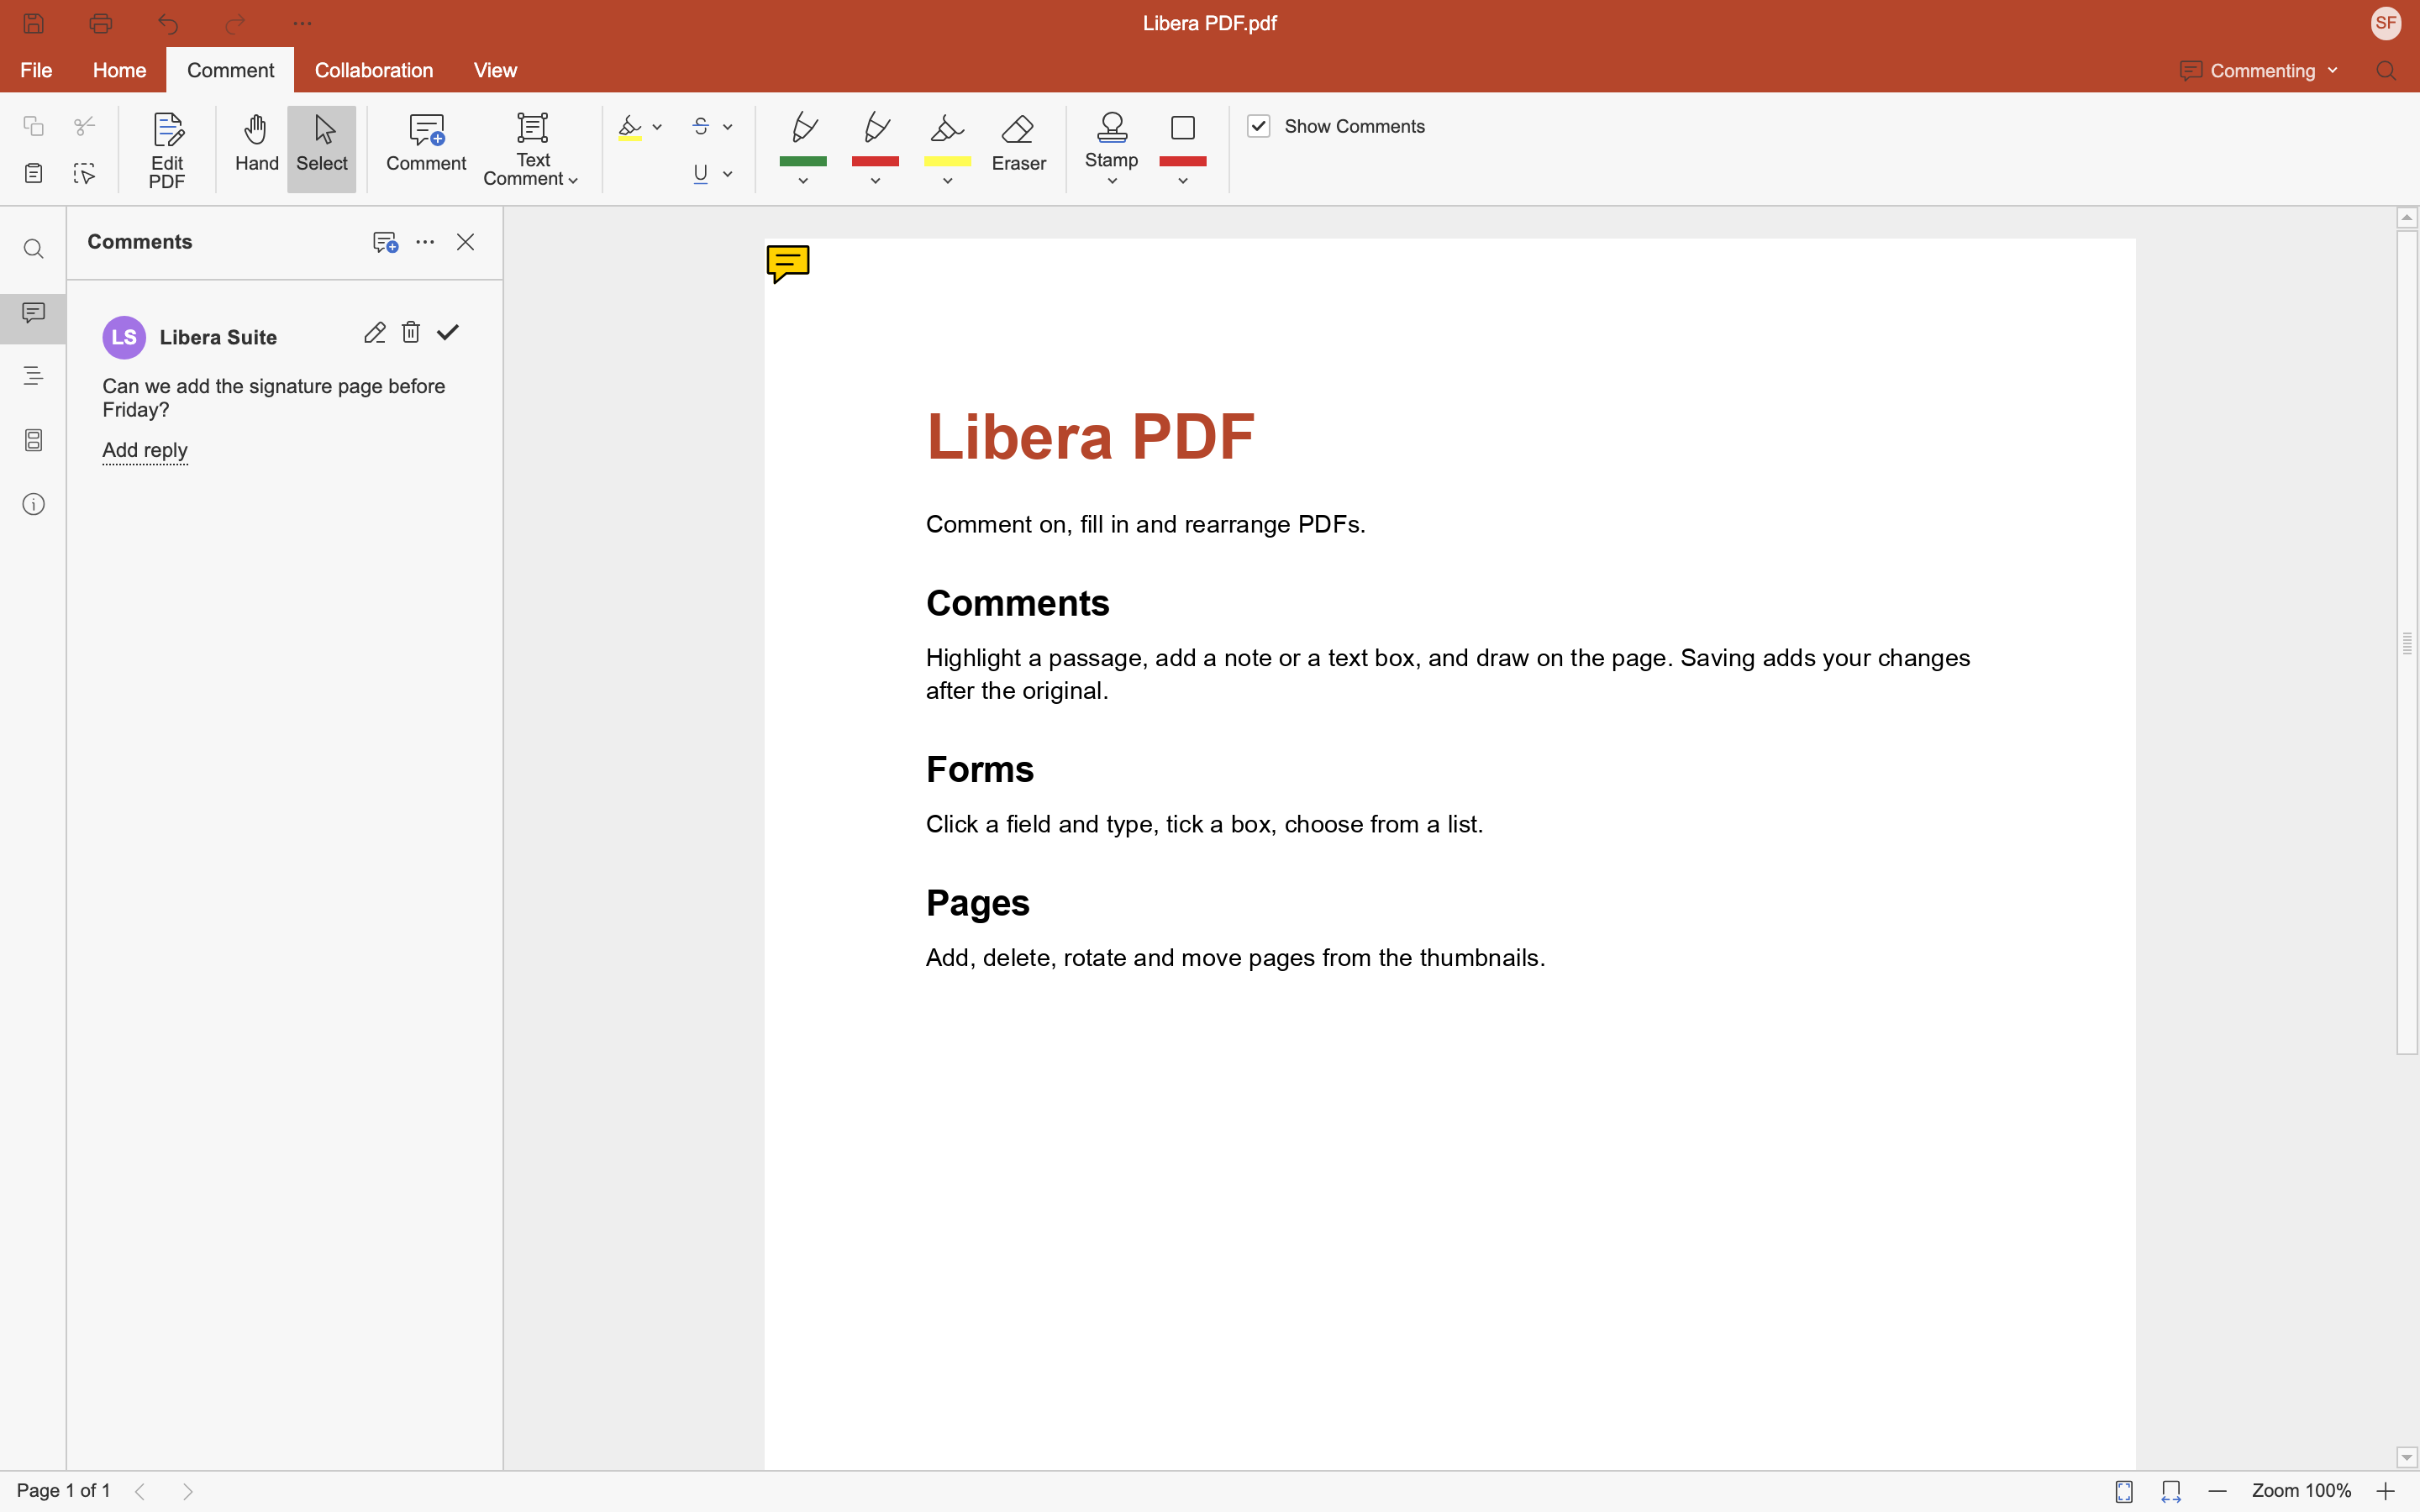 Libera PDF.pdf
SF
File
Home
Comment
Collaboration
View
Commenting
Edit
PDF
Hand
Select
Comment
Text
Comment
Eraser
Stamp
Show Comments
Comments
LS
Libera Suite
Can we add the signature page before
Friday?
Add reply
Libera PDF
Comment on, fill in and rearrange PDFs.
Comments
Highlight a passage, add a note or a text box, and draw on the page. Saving adds your changes
after the original.
Forms
Click a field and type, tick a box, choose from a list.
Pages
Add, delete, rotate and move pages from the thumbnails.
Page 1 of 1
Zoom 100%